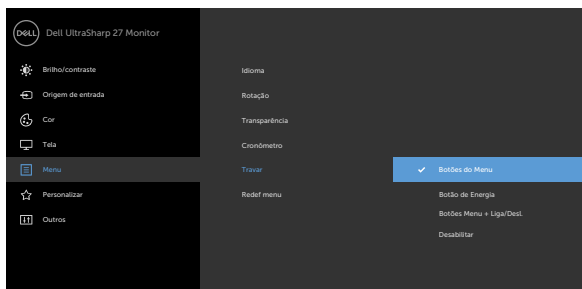 DELL
Dell UltraSharp 27 Monitor
Brilho/contraste
Origem de entrada
Cor
Tela
Menu
Personalizar
Outros
Idioma
Rotação
Transparência
Cronômetro
Travar
Redef menu
Botões do Menu
Botão de Energia
Botões Menu + Liga/Desl.
Desabilitar